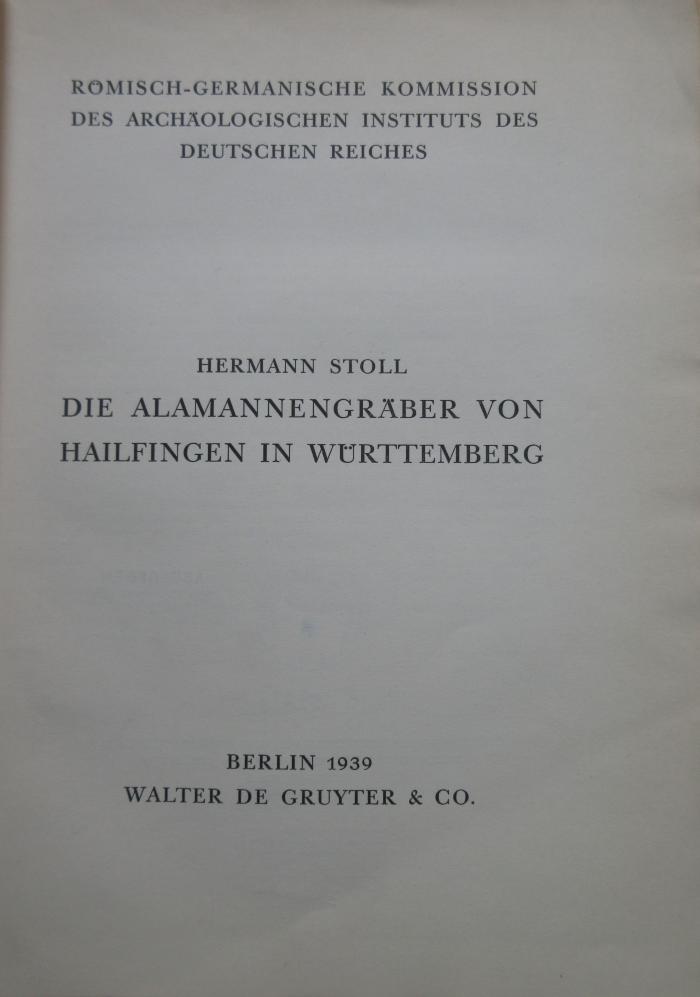 RÖMISCH-GERMANISCHE KOMMISSION
DES ARCHÄOLOGISCHEN INSTITUTS DES
DEUTSCHEN REICHES
HERMANN STOLL
DIE ALAMANNENGRÄBER VON
HAILFINGEN IN WÜRTTEMBERG
BERLIN 1939
WALTER DE GRUYTER & CO.